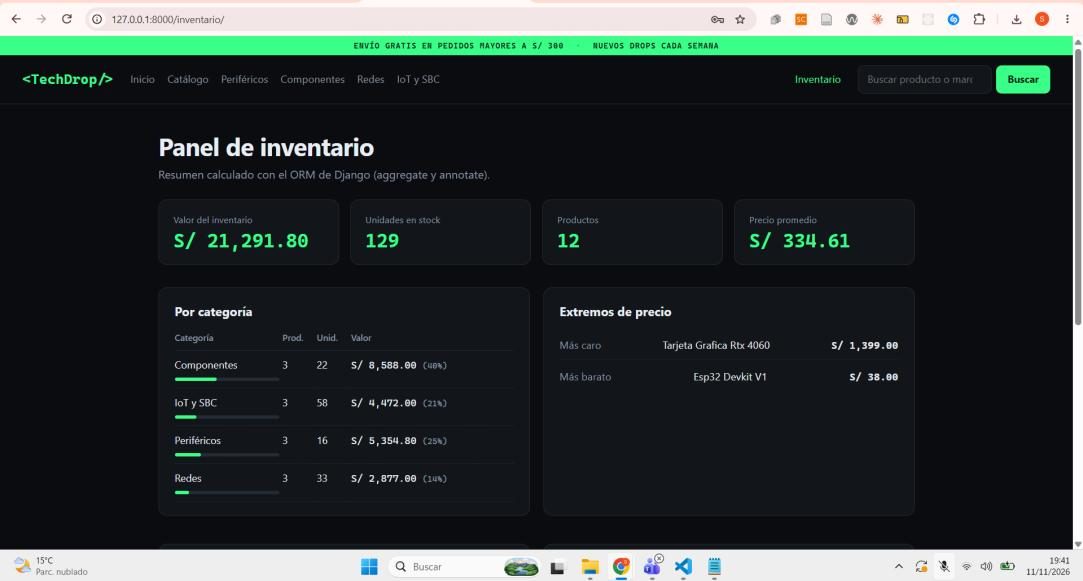 127.0.0.1:8000/inventario/
ENVÍO GRATIS EN PEDIDOS MAYORES A S/ 300 · NUEVOS DROPS CADA SEMANA
<TechDrop/> Inicio Catálogo Periféricos Componentes Redes IoT y SBC Inventario Buscar producto o marc Buscar
Panel de inventario
Resumen calculado con el ORM de Django (aggregate y annotate).
Valor del inventario
S/ 21,291.80
Unidades en stock
129
Productos
12
Precio promedio
S/ 334.61
Por categoría
Categoría Prod. Unid. Valor
Componentes 3 22 S/ 8,588.00 (40%)
IoT y SBC 3 58 S/ 4,472.00 (21%)
Periféricos 3 16 S/ 5,354.80 (25%)
Redes 3 33 S/ 2,877.00 (14%)
Extremos de precio
Más caro Tarjeta Grafica Rtx 4060 S/ 1,399.00
Más barato Esp32 Devkit V1 S/ 38.00
15°C
Parc. nublado
Buscar
19:41
11/11/2026